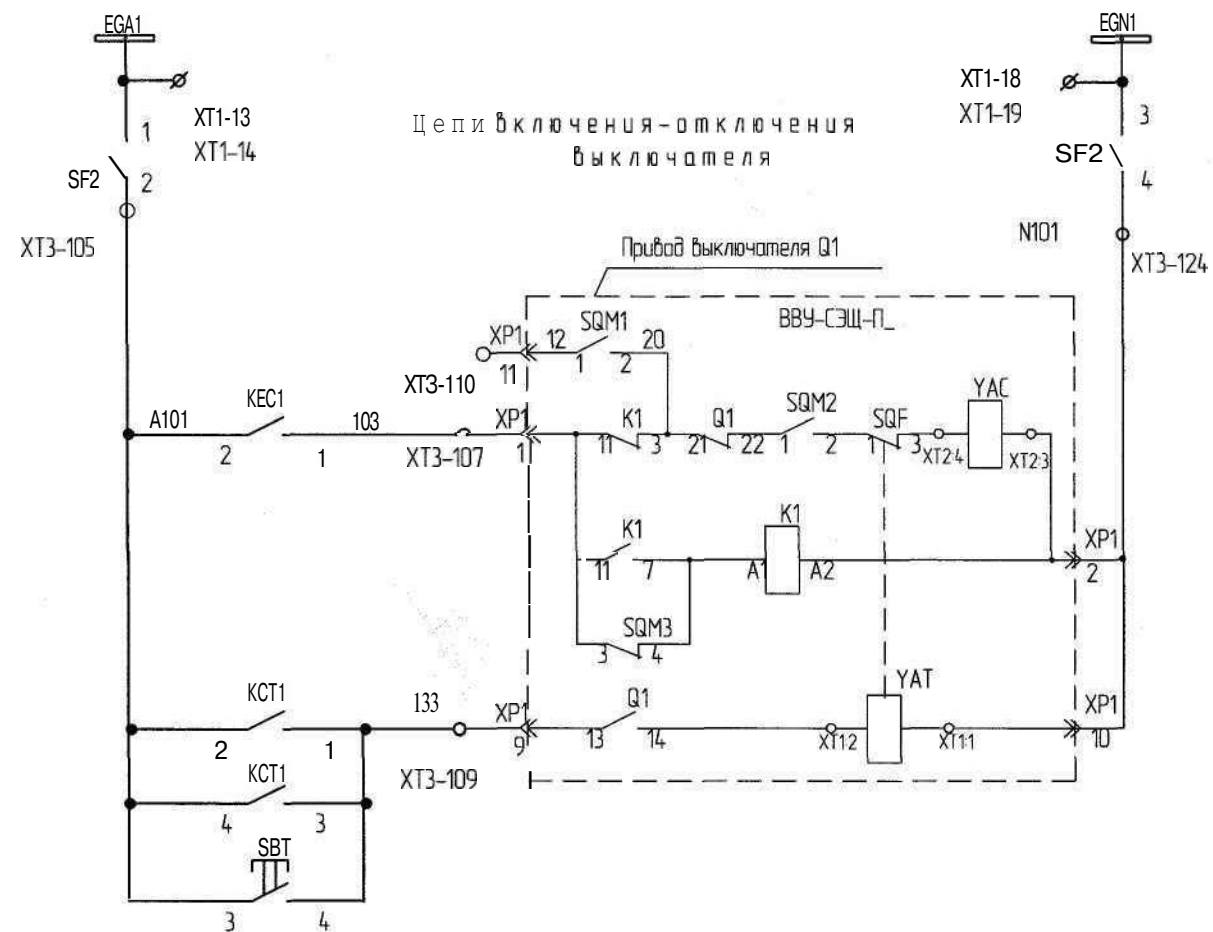 EGA1
EGN1
XT1-13
XT1-14
XT1-18
XT1-19
Цепи включения-отключения
выключателя
1
SF2
2
3
SF2
4
XT3-105
N101
XT3-124
Привод выключателя Q1
ВВУ-СЭЩ-П_
XP1
11
12
SQM1
1
2
20
XT3-110
A101
KEC1
2
1
103
XT3-107
XP1
1
K1
11
3
Q1
21
22
SQM2
1
2
SQF
1
3
XT2:4
YAC
XT2:3
K1
11
7
K1
A1
A2
XP1
2
SQM3
3
4
KCT1
2
1
133
XT3-109
XP1
9
Q1
13
14
XT1:2
YAT
XT1:1
XP1
10
KCT1
4
3
SBT
3
4